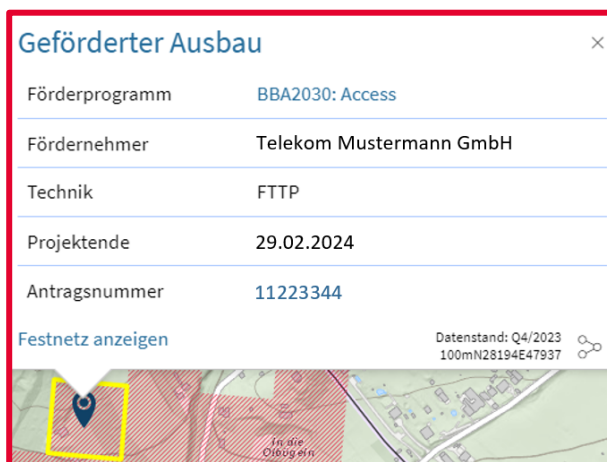 Geförderter Ausbau
Förderprogramm BBA2030: Access
Fördernehmer Telekom Mustermann GmbH
Technik FTTP
Projektende 29.02.2024
Antragsnummer 11223344
Festnetz anzeigen Datenstand: Q4/2023
100mN28194E47937
In die
Olbügeln